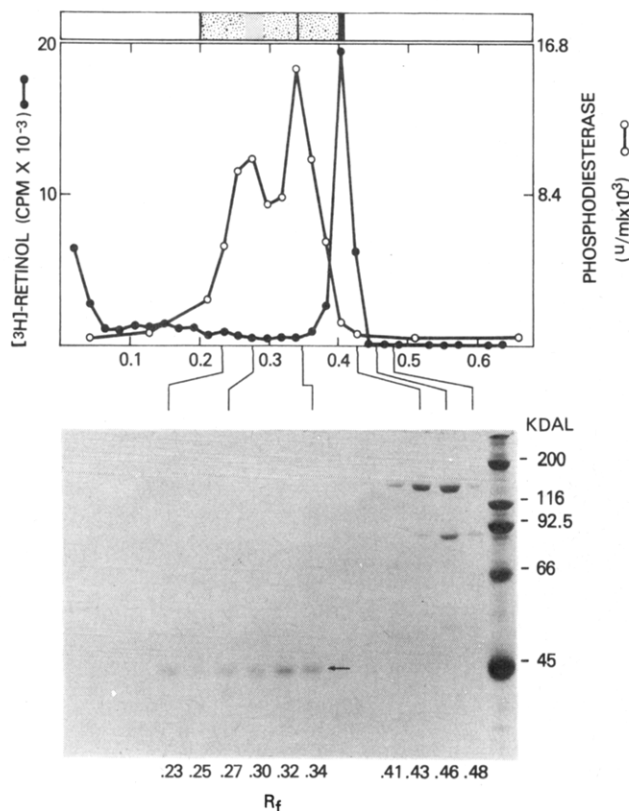 20
10
[3H]-RETINOL (CPM X 10-3)
16.8
8.4
PHOSPHODIESTERASE
(u/mlx103)
0.1 0.2 0.3 0.4 0.5 0.6
KDAL
- 200
- 116
- 92.5
- 66
- 45
.23 .25 .27 .30 .32 .34 .41 .43 .46 .48
Rf